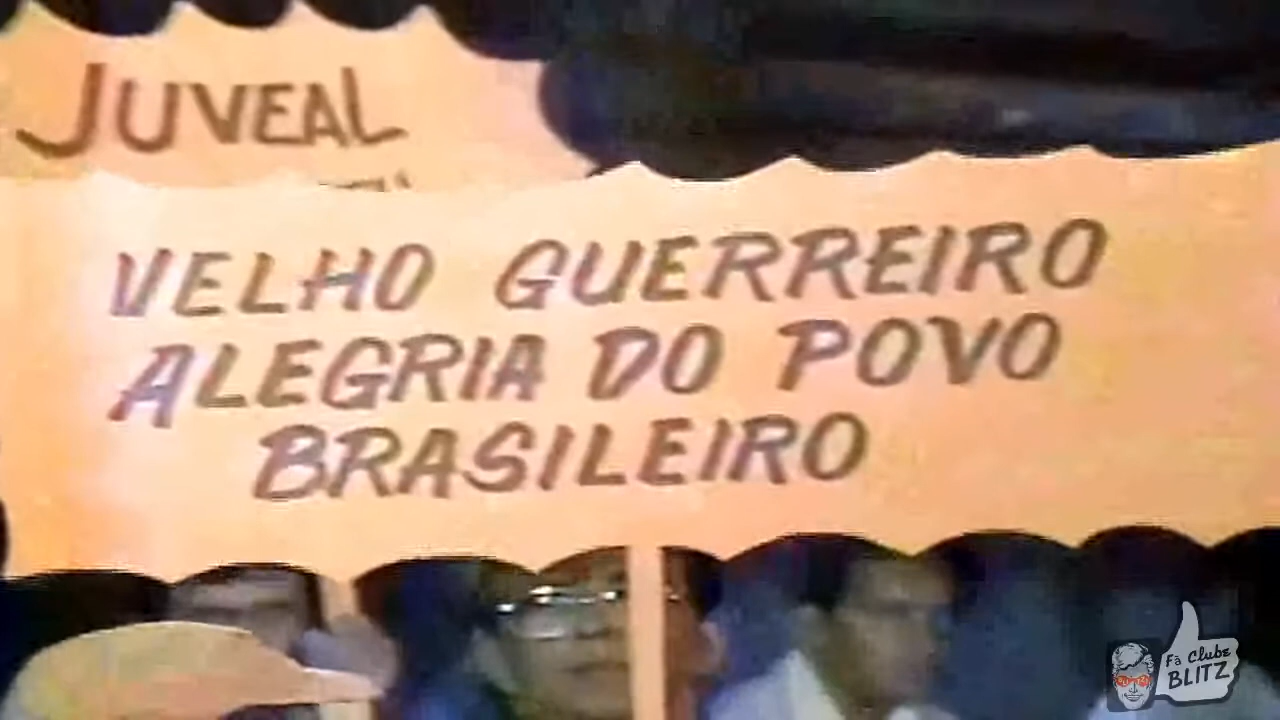 JUVEAL
VELHO GUERREIRO
ALEGRIA DO POVO
BRASILEIRO
Fã Clube
BLITZ